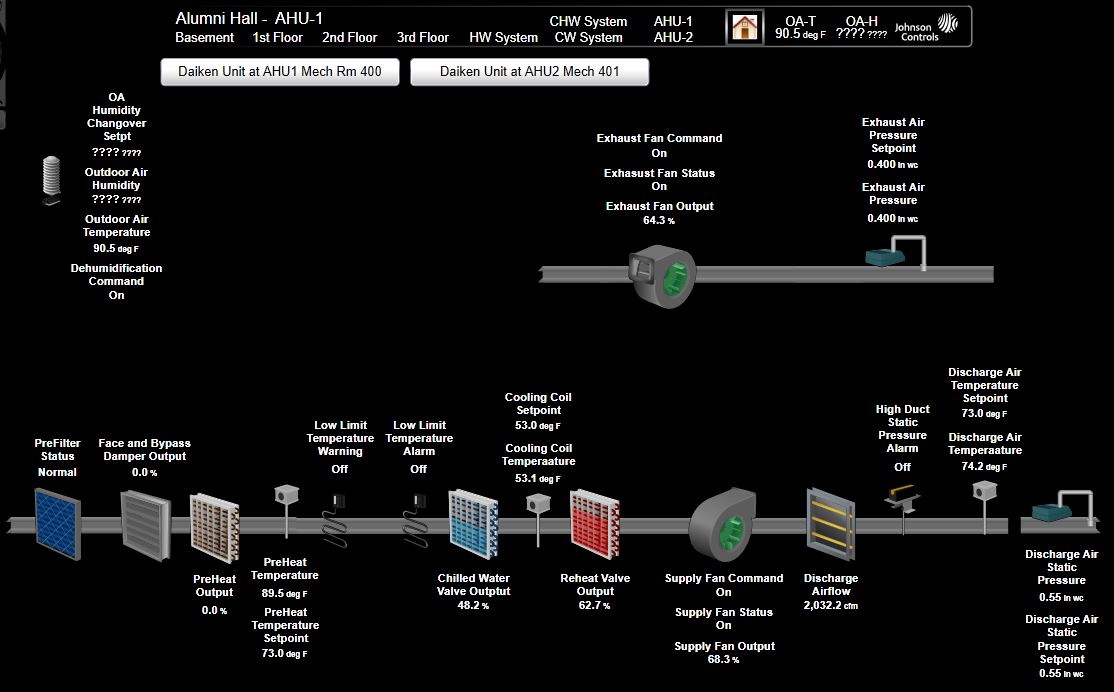 Alumni Hall - AHU-1
Basement 1st Floor 2nd Floor 3rd Floor HW System
CHW System AHU-1
CW System AHU-2
OA-T
90.5 deg F
OA-H
???? ????
Johnson
Controls
Daiken Unit at AHU1 Mech Rm 400
Daiken Unit at AHU2 Mech 401
OA
Humidity
Changover
Setpt
???? ????
Outdoor Air
Humidity
???? ????
Outdoor Air
Temperature
90.5 deg F
Dehumidification
Command
On
Exhaust Fan Command
On
Exhasust Fan Status
On
Exhaust Fan Output
64.3 %
Exhaust Air
Pressure
Setpoint
0.400 in wc
Exhaust Air
Pressure
0.400 in wc
PreFilter
Status
Normal
Face and Bypass
Damper Output
0.0 %
PreHeat
Output
0.0 %
PreHeat
Temperature
89.5 deg F
PreHeat
Temperature
Setpoint
73.0 deg F
Low Limit
Temperature
Warning
Off
Low Limit
Temperature
Alarm
Off
Cooling Coil
Setpoint
53.0 deg F
Cooling Coil
Temperaature
53.1 deg F
Chilled Water
Valve Outptut
48.2 %
Reheat Valve
Output
62.7 %
Supply Fan Command
On
Supply Fan Status
On
Supply Fan Output
68.3 %
Discharge
Airflow
2,032.2 cfm
High Duct
Static
Pressure
Alarm
Off
Discharge Air
Temperature
Setpoint
73.0 deg F
Discharge Air
Temperaature
74.2 deg F
Discharge Air
Static
Pressure
0.55 in wc
Discharge Air
Static
Pressure
Setpoint
0.55 in wc